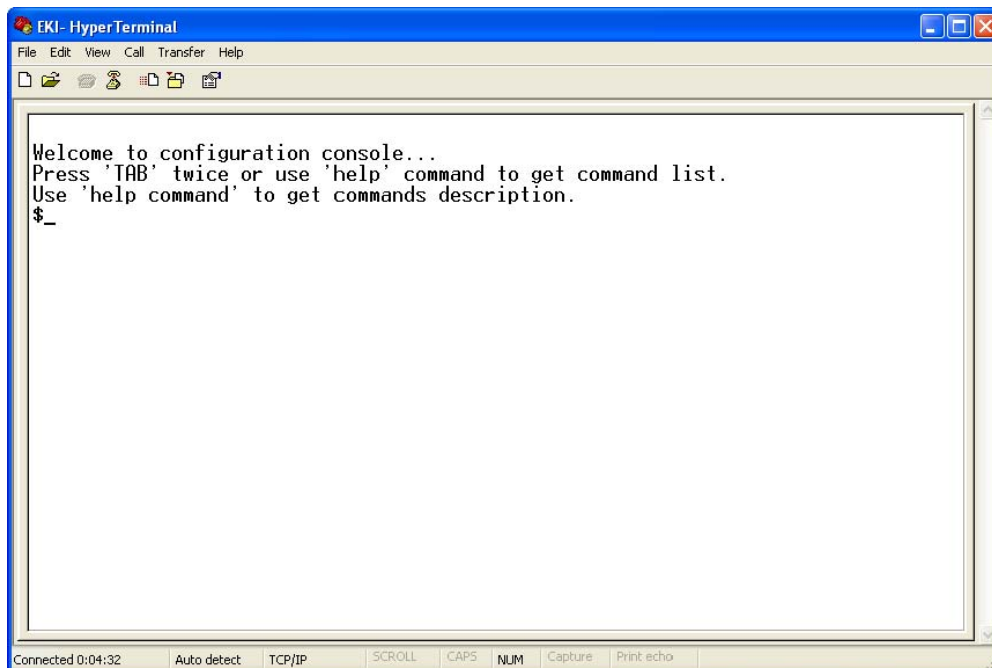 EKI- HyperTerminal
File Edit View Call Transfer Help
Welcome to configuration console...
Press 'TAB' twice or use 'help' command to get command list.
Use 'help command' to get commands description.
$_
Connected 0:04:32 Auto detect TCP/IP SCROLL CAPS NUM Capture Print echo